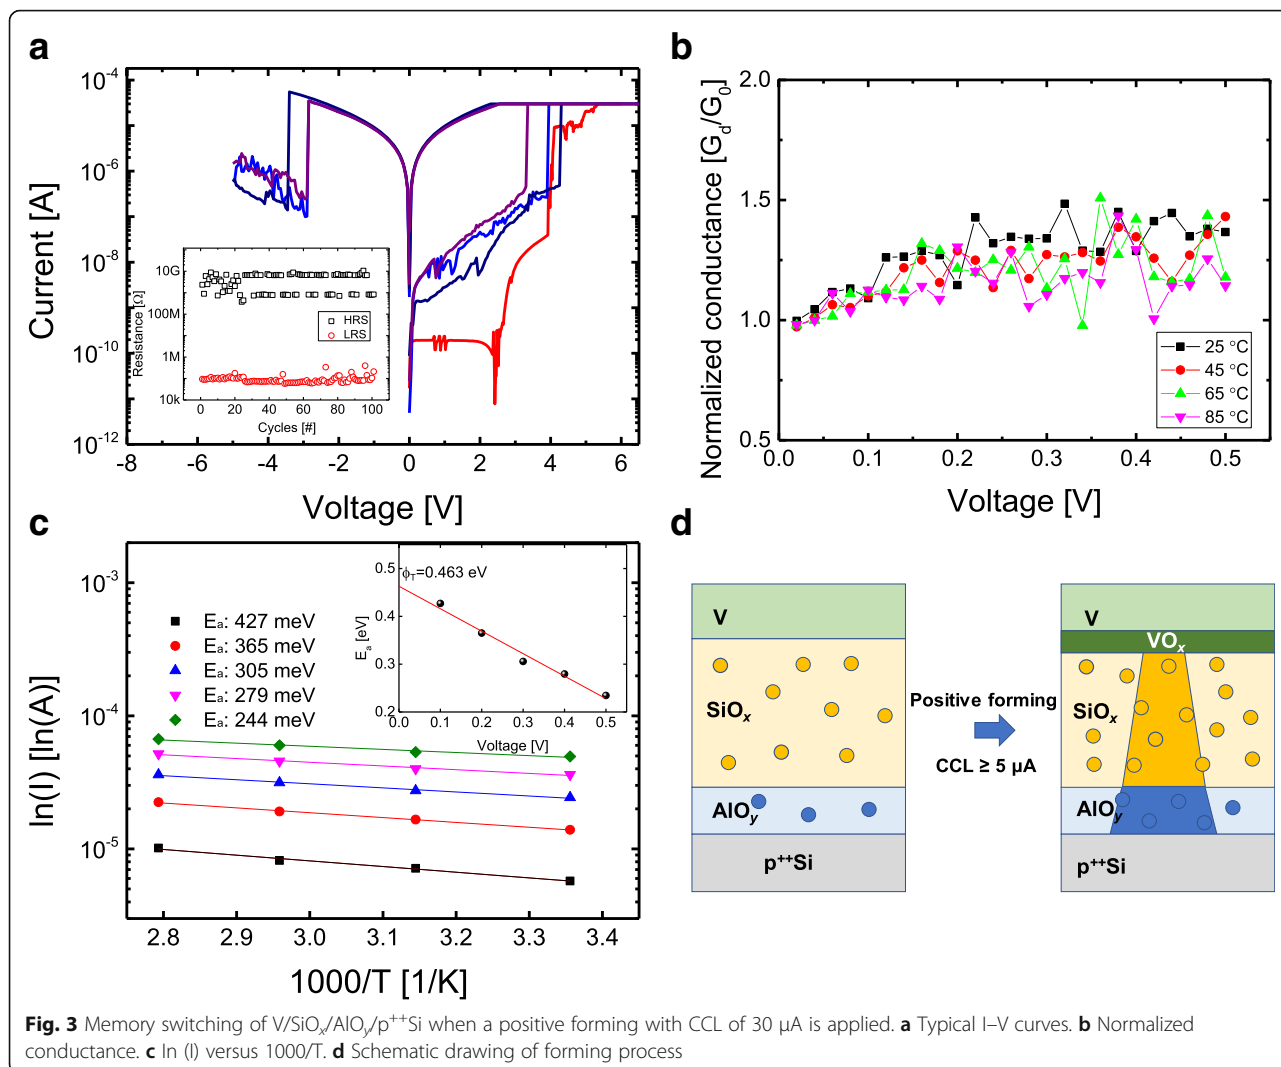 a
10⁻⁴
10⁻⁶
10⁻⁸
10⁻¹⁰
10⁻¹²
Current [A]
-8 -6 -4 -2 0 2 4 6
Voltage [V]
10G
100M
1M
10k
Resistance [Ω]
HRS
LRS
0 20 40 60 80 100
Cycles [#]
b
2.0
1.5
1.0
0.5
Normalized conductance [G_d/G_0]
25 °C
45 °C
65 °C
85 °C
0.0 0.1 0.2 0.3 0.4 0.5
Voltage [V]
c
10⁻³
10⁻⁴
10⁻⁵
ln(I) [ln(A)]
Eₐ: 427 meV
Eₐ: 365 meV
Eₐ: 305 meV
Eₐ: 279 meV
Eₐ: 244 meV
ϕ_T=0.463 eV
0.5
0.4
0.3
0.2
Eₐ [eV]
0.0 0.1 0.2 0.3 0.4 0.5
Voltage [V]
2.8 2.9 3.0 3.1 3.2 3.3 3.4
1000/T [1/K]
d
V
SiOₓ
AlO_y
p⁺⁺Si
Positive forming
CCL ≥ 5 µA
V
VOₓ
SiOₓ
AlO_y
p⁺⁺Si
Fig. 3 Memory switching of V/SiOₓ/AlO_y/p⁺⁺Si when a positive forming with CCL of 30 µA is applied. a Typical I–V curves. b Normalized
conductance. c ln (I) versus 1000/T. d Schematic drawing of forming process